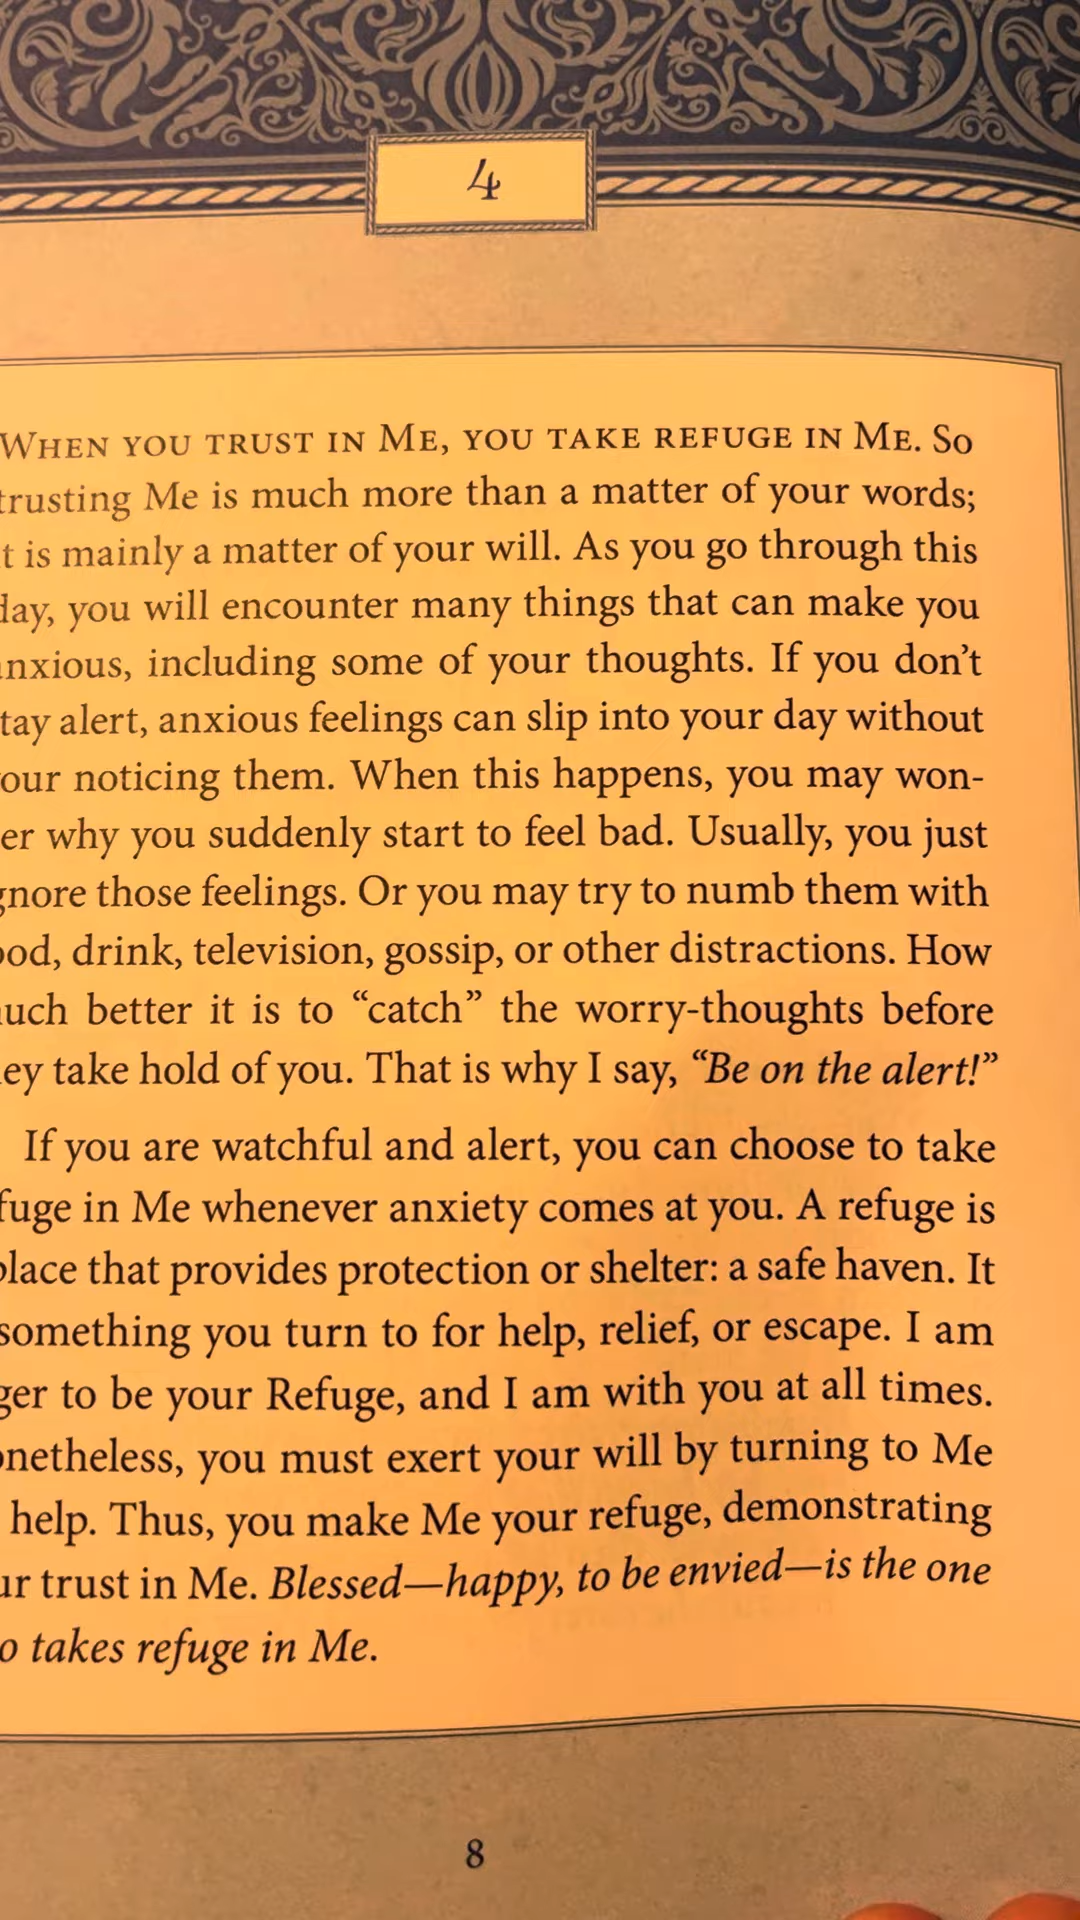 4
WHEN YOU TRUST IN ME, YOU TAKE REFUGE IN ME. So
trusting Me is much more than a matter of your words;
t is mainly a matter of your will. As you go through this
day, you will encounter many things that can make you
anxious, including some of your thoughts. If you don’t
tay alert, anxious feelings can slip into your day without
our noticing them. When this happens, you may won-
er why you suddenly start to feel bad. Usually, you just
gnore those feelings. Or you may try to numb them with
ood, drink, television, gossip, or other distractions. How
uch better it is to “catch” the worry-thoughts before
ey take hold of you. That is why I say, “Be on the alert!”
If you are watchful and alert, you can choose to take
fuge in Me whenever anxiety comes at you. A refuge is
place that provides protection or shelter: a safe haven. It
something you turn to for help, relief, or escape. I am
ger to be your Refuge, and I am with you at all times.
onetheless, you must exert your will by turning to Me
help. Thus, you make Me your refuge, demonstrating
ur trust in Me. Blessed—happy, to be envied—is the one
o takes refuge in Me.
8